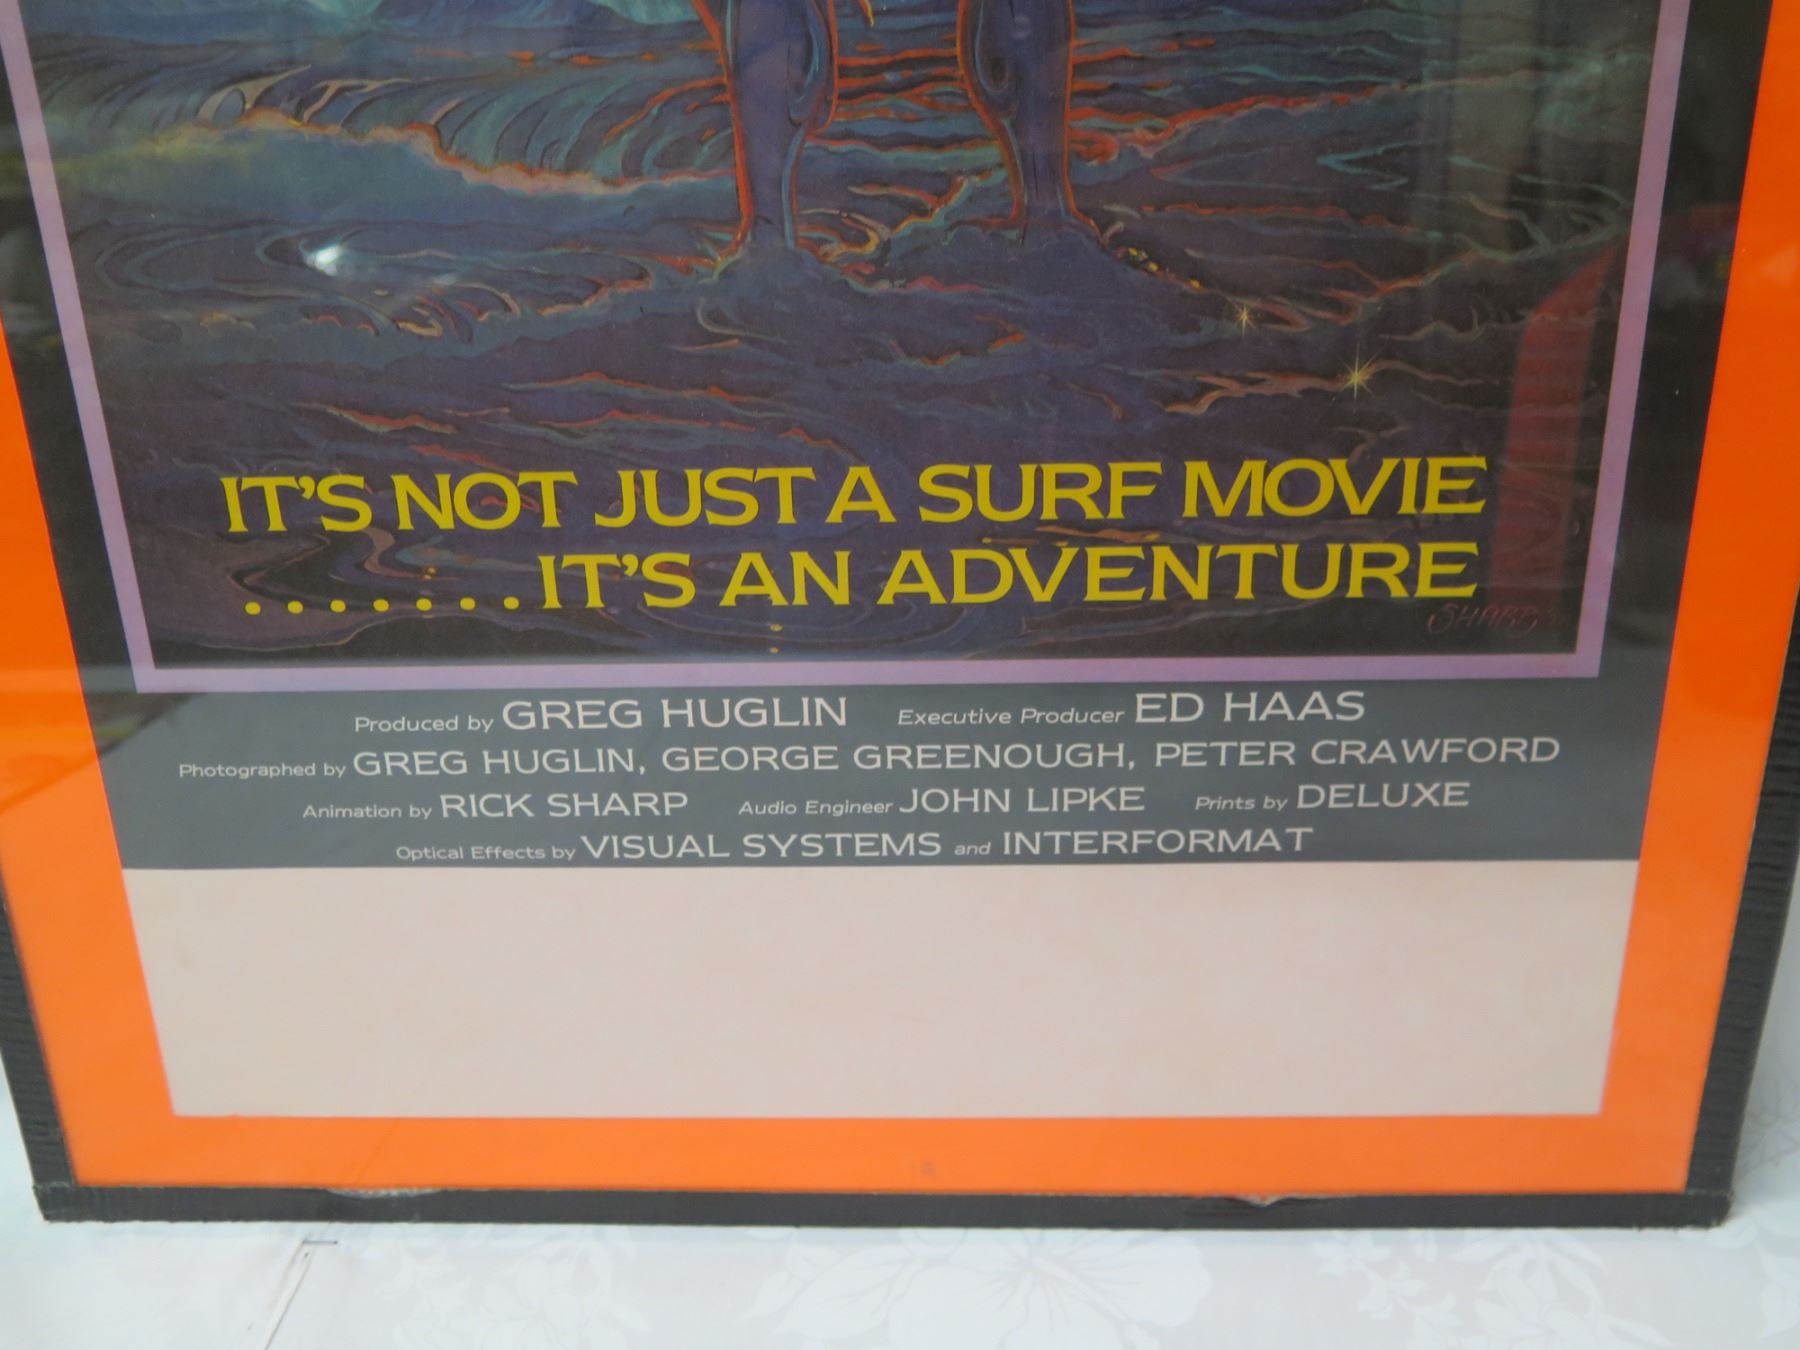 IT'S NOT JUST A SURF MOVIE
.......IT'S AN ADVENTURE
SHARP
Produced by GREG HUGLIN Executive Producer ED HAAS
Photographed by GREG HUGLIN, GEORGE GREENOUGH, PETER CRAWFORD
Animation by RICK SHARP Audio Engineer JOHN LIPKE Prints by DELUXE
Optical Effects by VISUAL SYSTEMS and INTERFORMAT